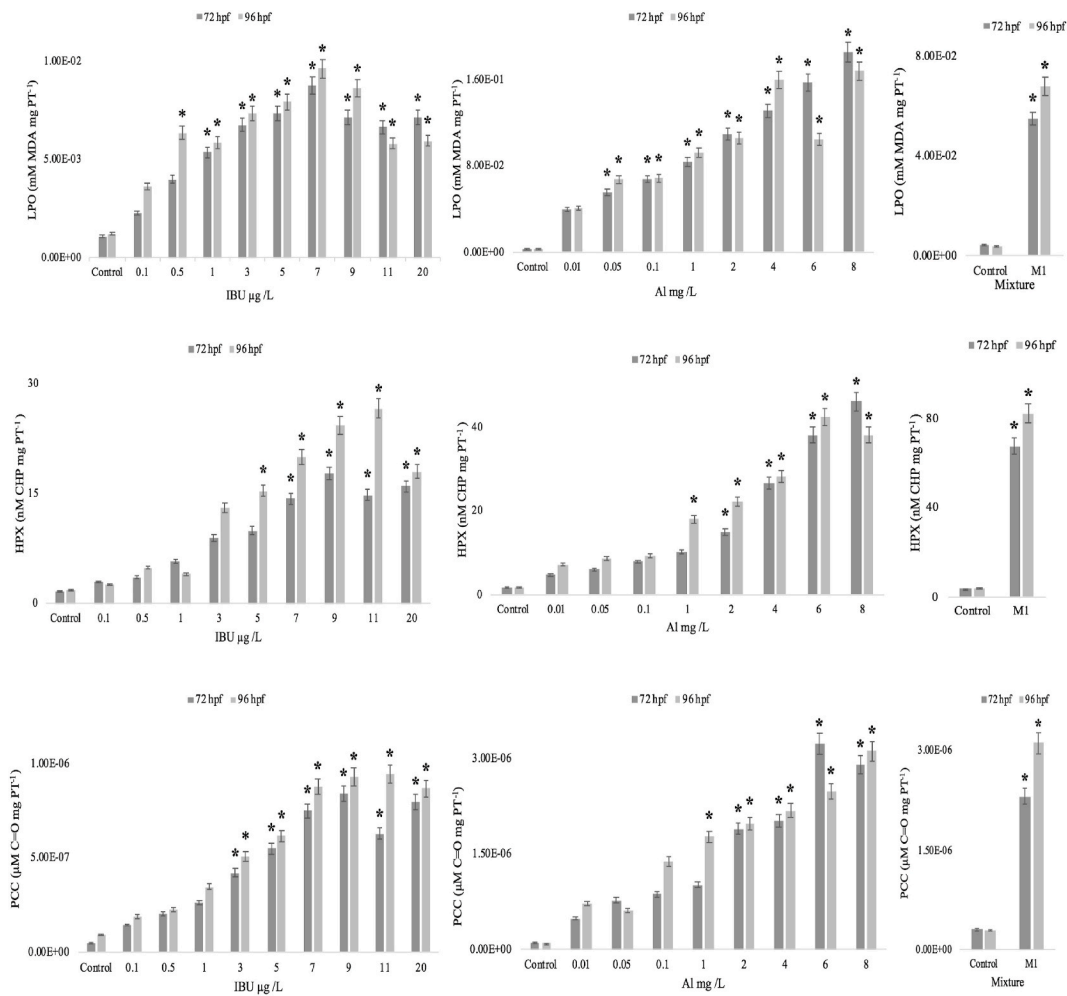 72 hpf 96 hpf
LPO (mM MDA mg PT-1)
1.00E-02
5.00E-03
0.00E+00
* * * * * * * * * * * * * * *
Control 0.1 0.5 1 3 5 7 9 11 20
IBU µg /L
72 hpf 96 hpf
LPO (mM MDA mg PT-1)
1.60E-01
8.00E-02
0.00E+00
* * * * * * * * * * * * * *
Control 0.01 0.05 0.1 1 2 4 6 8
Al mg /L
72 hpf 96 hpf
LPO (mM MDA mg PT-1)
8.00E-02
4.00E-02
0.00E+00
* *
Control M1
Mixture
72 hpf 96 hpf
HPX (nM CHP mg PT-1)
30
15
0
* * * * * * * * *
Control 0.1 0.5 1 3 5 7 9 11 20
IBU µg /L
72 hpf 96 hpf
HPX (nM CHP mg PT-1)
40
20
0
* * * * * * * * *
Control 0.01 0.05 0.1 1 2 4 6 8
Al mg /L
72 hpf 96 hpf
HPX (nM CHP mg PT-1)
80
40
0
* *
Control M1
72 hpf 96 hpf
PCC (µM C=O mg PT-1)
1.00E-06
5.00E-07
0.00E+00
* * * * * * * * * * * *
Control 0.1 0.5 1 3 5 7 9 11 20
IBU µg /L
72 hpf 96 hpf
PCC (µM C=O mg PT-1)
3.00E-06
1.50E-06
0.00E+00
* * * * * * * * *
Control 0.01 0.05 0.1 1 2 4 6 8
Al mg /L
72 hpf 96 hpf
PCC (µM C=O mg PT-1)
3.00E-06
1.50E-06
0.00E+00
* *
Control M1
Mixture